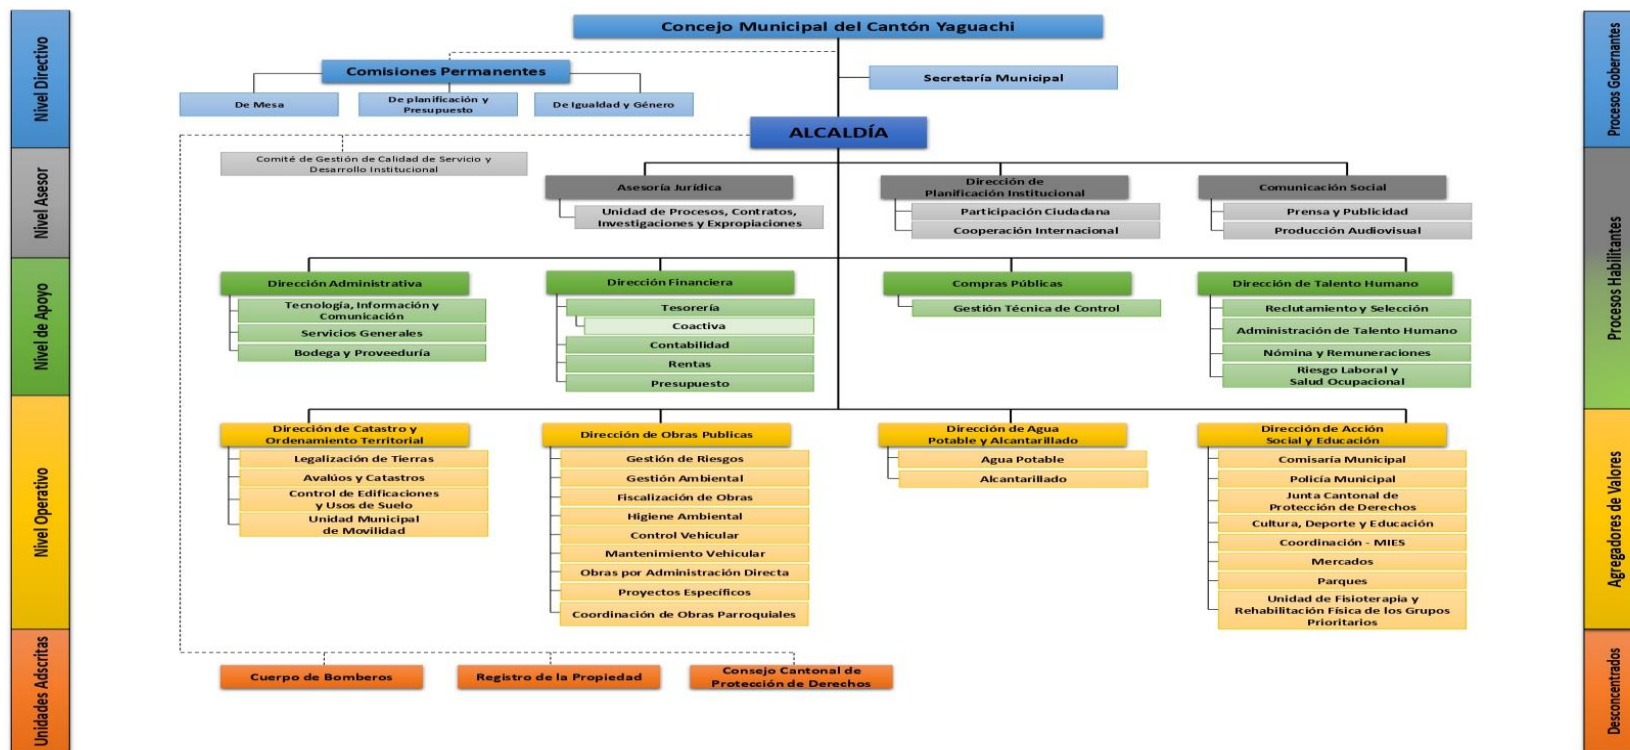 Nivel Directivo
Nivel Asesor
Nivel de Apoyo
Nivel Operativo
Unidades Adscritas
Concejo Municipal del Cantón Yaguachi
Comisiones Permanentes
Secretaría Municipal
De Mesa
De planificación y
Presupuesto
De Igualdad y Género
ALCALDÍA
Comité de Gestión de Calidad de Servicio y
Desarrollo Institucional
Asesoría Jurídica
Unidad de Procesos, Contratos,
Investigaciones y Expropiaciones
Dirección de
Planificación Institucional
Participación Ciudadana
Cooperación Internacional
Comunicación Social
Prensa y Publicidad
Producción Audiovisual
Dirección Administrativa
Tecnología, Información y
Comunicación
Servicios Generales
Bodega y Proveeduría
Dirección Financiera
Tesorería
Coactiva
Contabilidad
Rentas
Presupuesto
Compras Públicas
Gestión Técnica de Control
Dirección de Talento Humano
Reclutamiento y Selección
Administración de Talento Humano
Nómina y Remuneraciones
Riesgo Laboral y
Salud Ocupacional
Dirección de Catastro y
Ordenamiento Territorial
Legalización de Tierras
Avalúos y Catastros
Control de Edificaciones
y Usos de Suelo
Unidad Municipal
de Movilidad
Dirección de Obras Publicas
Gestión de Riesgos
Gestión Ambiental
Fiscalización de Obras
Higiene Ambiental
Control Vehicular
Mantenimiento Vehicular
Obras por Administración Directa
Proyectos Específicos
Coordinación de Obras Parroquiales
Dirección de Agua
Potable y Alcantarillado
Agua Potable
Alcantarillado
Dirección de Acción
Social y Educación
Comisaría Municipal
Policía Municipal
Junta Cantonal de
Protección de Derechos
Cultura, Deporte y Educación
Coordinación - MIES
Mercados
Parques
Unidad de Fisioterapia y
Rehabilitación Física de los Grupos
Prioritarios
Cuerpo de Bomberos
Registro de la Propiedad
Consejo Cantonal de
Protección de Derechos
Procesos Gobernantes
Procesos Habilitantes
Agregadores de Valores
Desconcentrados